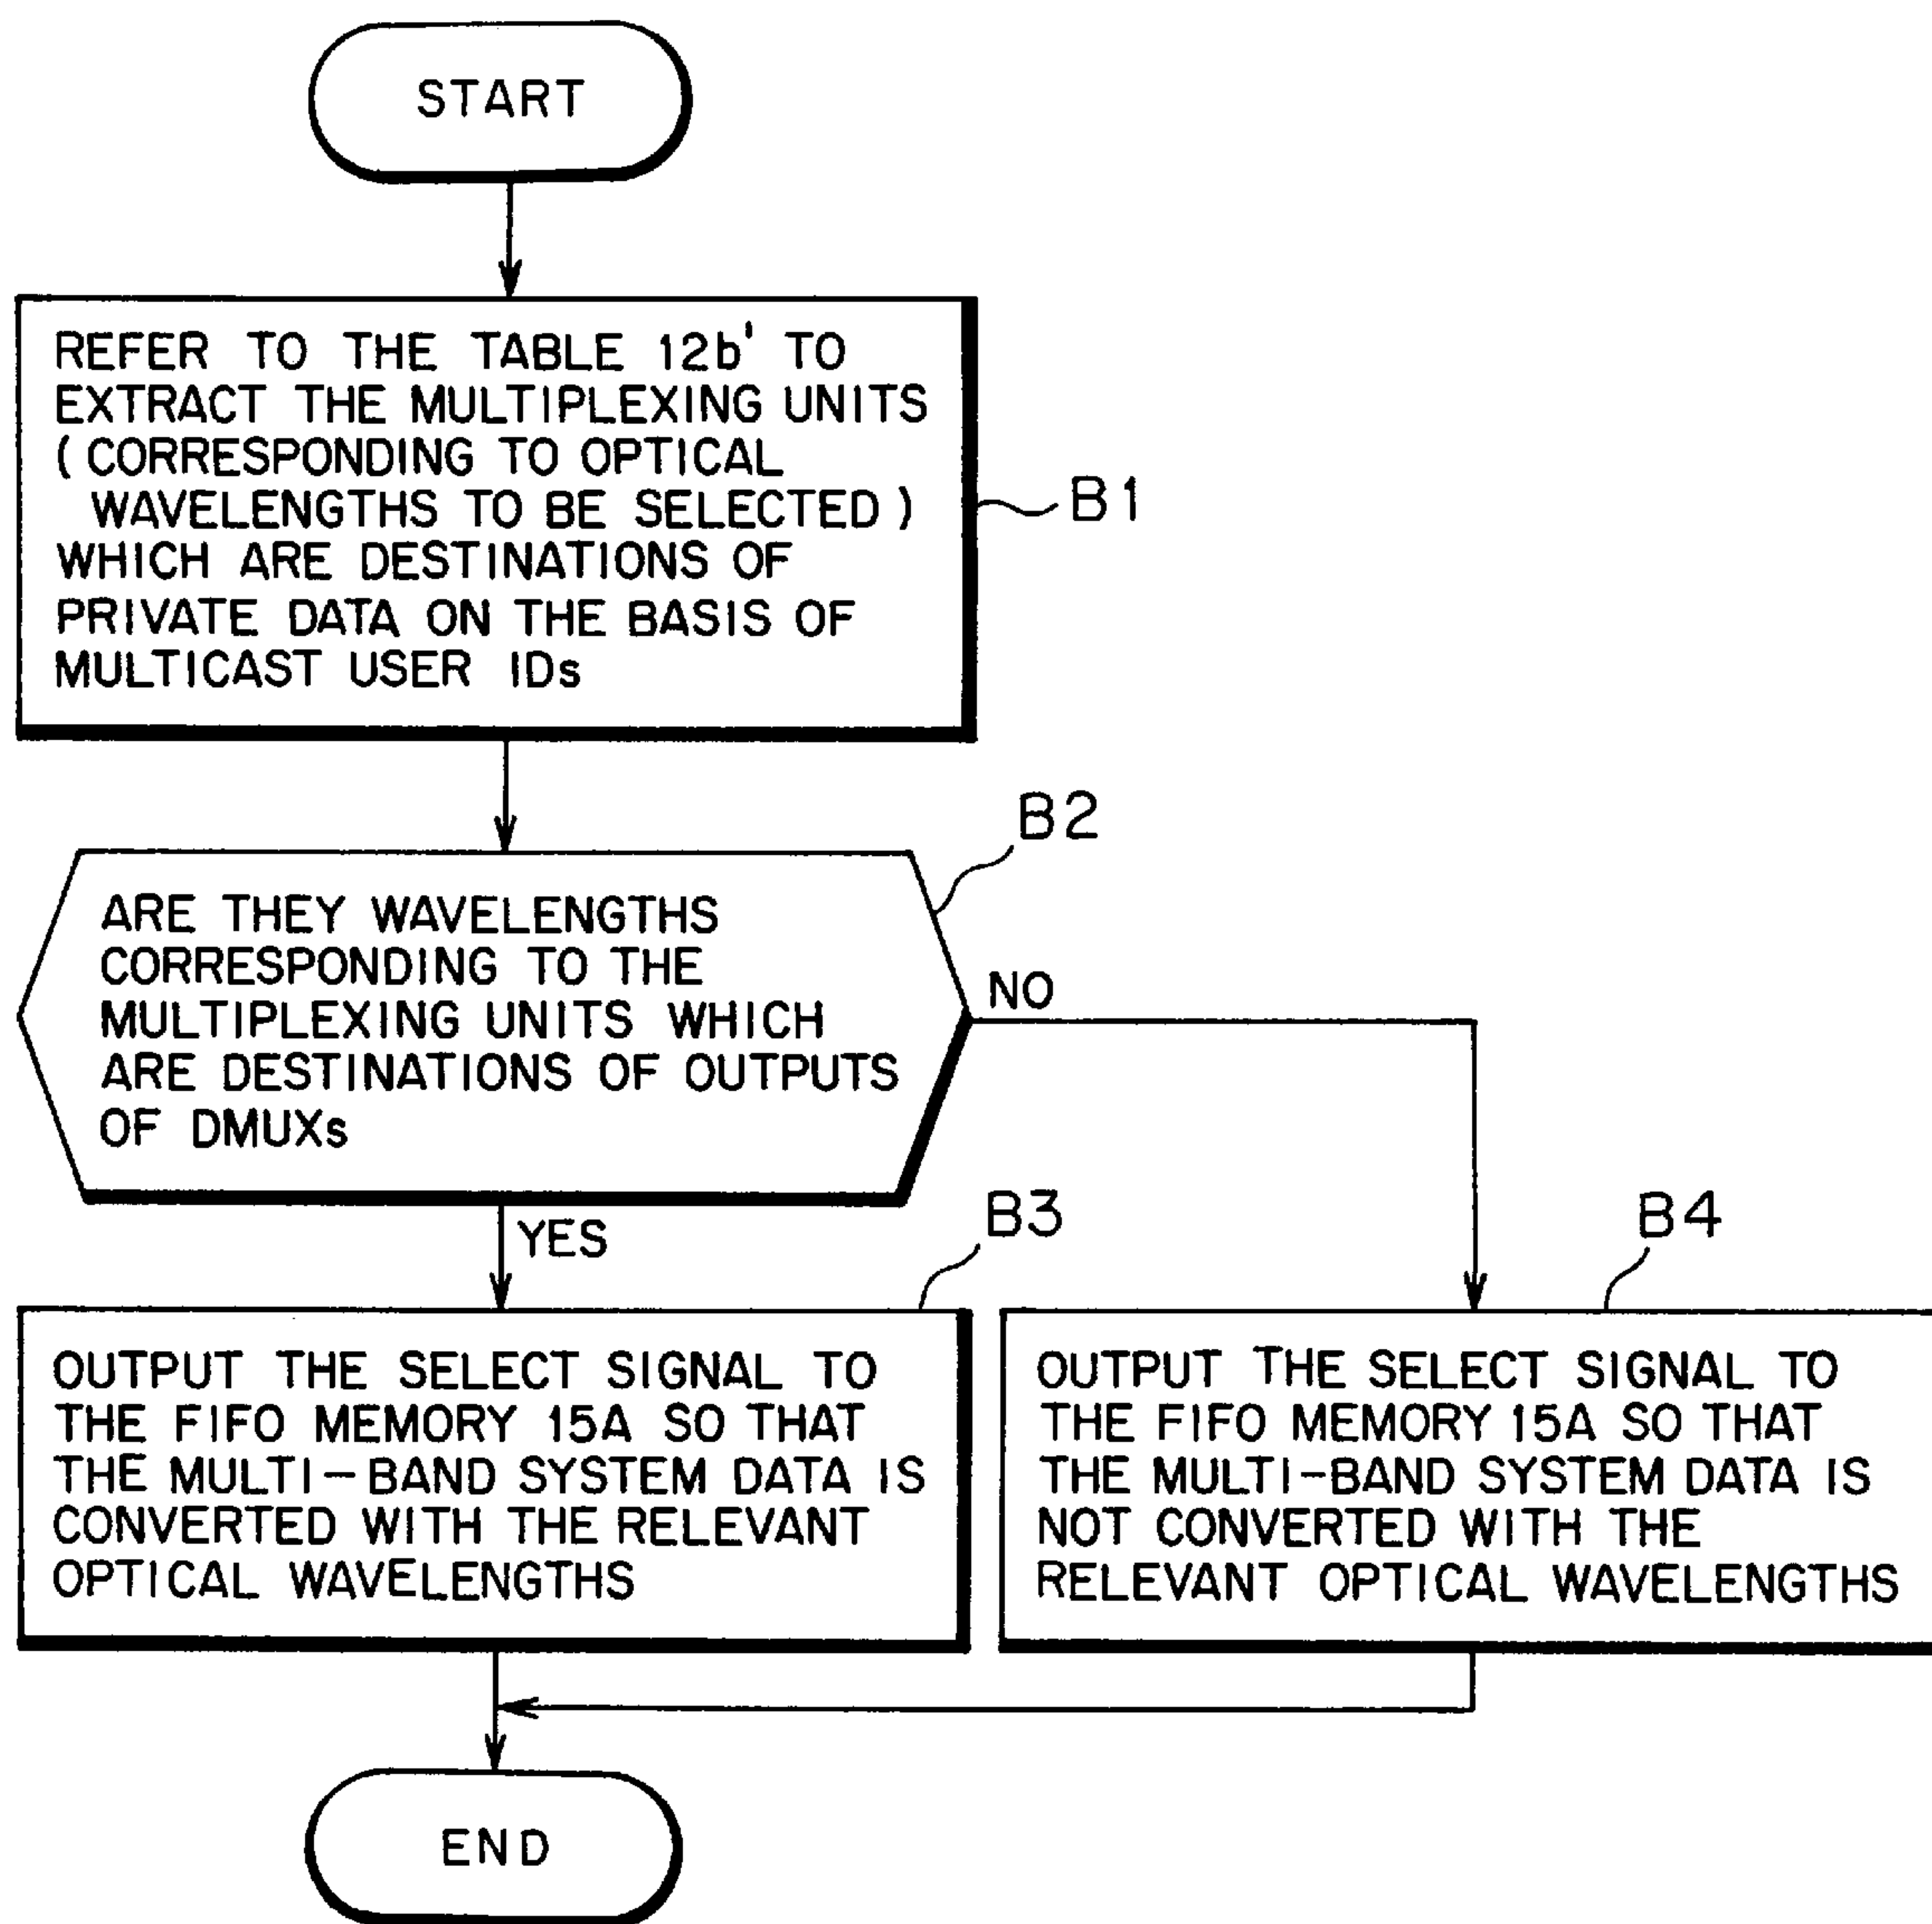 START
REFER TO THE TABLE 12b' TO
EXTRACT THE MULTIPLEXING UNITS
(CORRESPONDING TO OPTICAL
WAVELENGTHS TO BE SELECTED)
WHICH ARE DESTINATIONS OF
PRIVATE DATA ON THE BASIS OF
MULTICAST USER IDs
B1
B2
ARE THEY WAVELENGTHS
CORRESPONDING TO THE
MULTIPLEXING UNITS WHICH
ARE DESTINATIONS OF OUTPUTS
OF DMUXs
NO
YES
B3
OUTPUT THE SELECT SIGNAL TO
THE FIFO MEMORY 15A SO THAT
THE MULTI-BAND SYSTEM DATA IS
CONVERTED WITH THE RELEVANT
OPTICAL WAVELENGTHS
B4
OUTPUT THE SELECT SIGNAL TO
THE FIFO MEMORY 15A SO THAT
THE MULTI-BAND SYSTEM DATA IS
NOT CONVERTED WITH THE
RELEVANT OPTICAL WAVELENGTHS
END